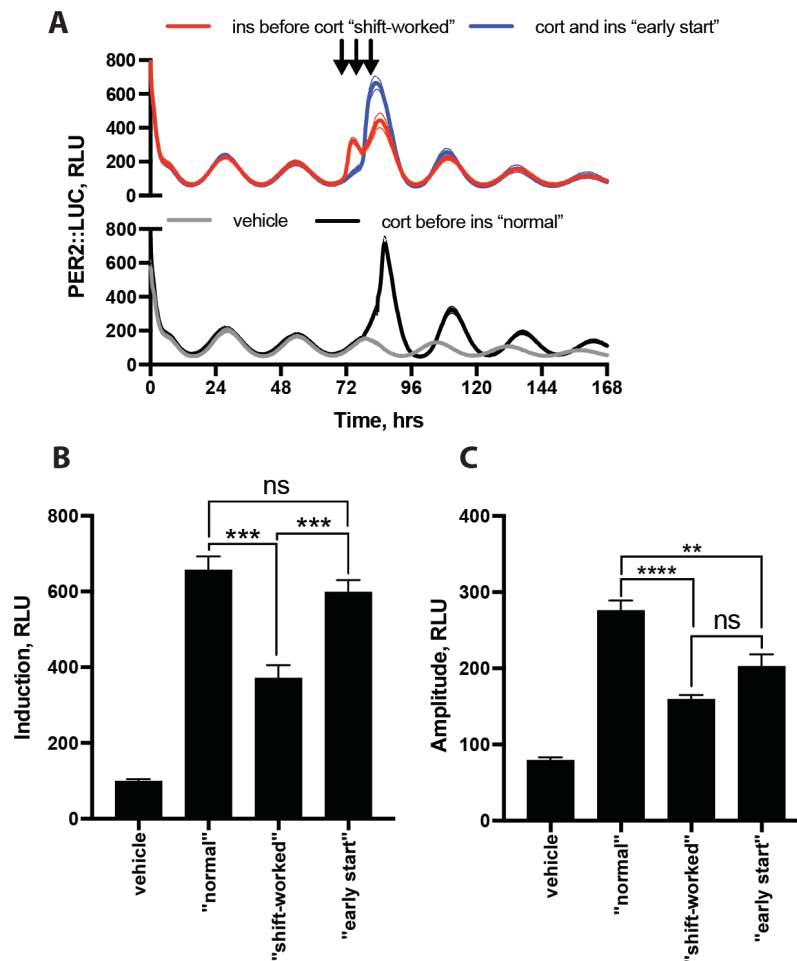 A
ins before cort “shift-worked”
cort and ins “early start”
800
600
400
200
0
vehicle
cort before ins “normal”
800
600
400
200
0
PER2::LUC, RLU
0 24 48 72 96 120 144 168
Time, hrs
B
ns
***
***
800
600
400
200
0
Induction, RLU
vehicle
"normal"
"shift-worked"
"early start"
C
**
****
ns
400
300
200
100
0
Amplitude, RLU
vehicle
"normal"
"shift-worked"
"early start"